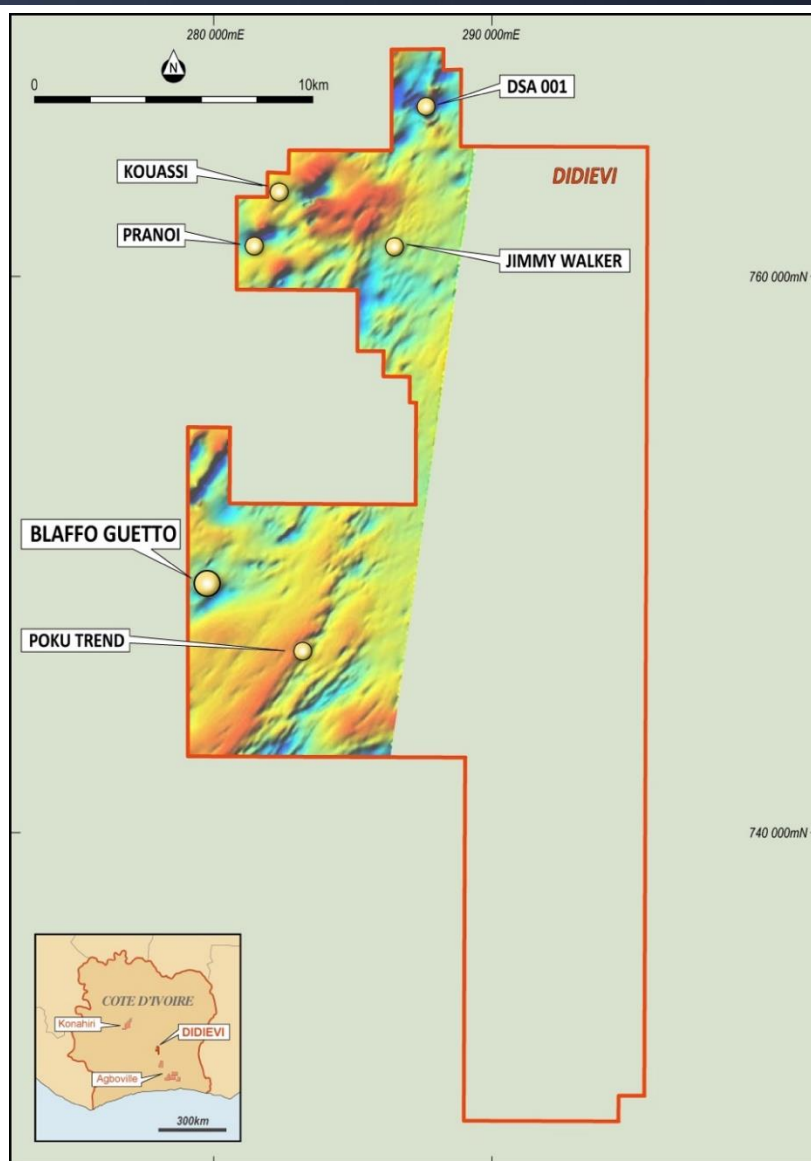 280 000mE
290 000mE
N
0
10km
DSA 001
KOUASSI
DIDIEVI
PRANOI
JIMMY WALKER
760 000mN
BLAFFO GUETTO
POKU TREND
740 000mN
COTE D'IVOIRE
Konahiri
DIDIEVI
Agboville
300km